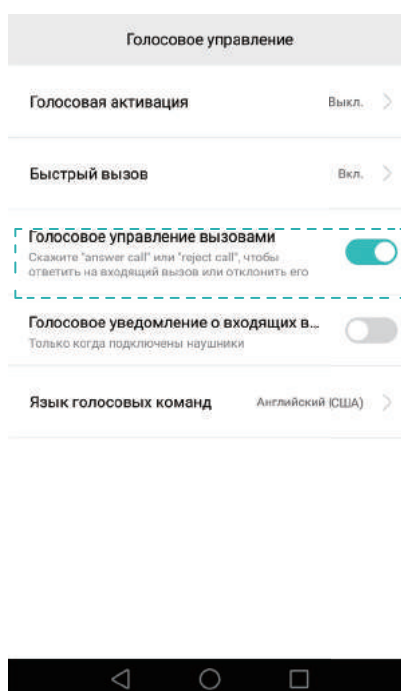 Голосовое управление
Голосовая активация Выкл.
Быстрый вызов Вкл.
Голосовое управление вызовами
Скажите "answer call" или "reject call", чтобы
ответить на входящий вызов или отклонить его
Голосовое уведомление о входящих в...
Только когда подключены наушники
Язык голосовых команд Английский (США)